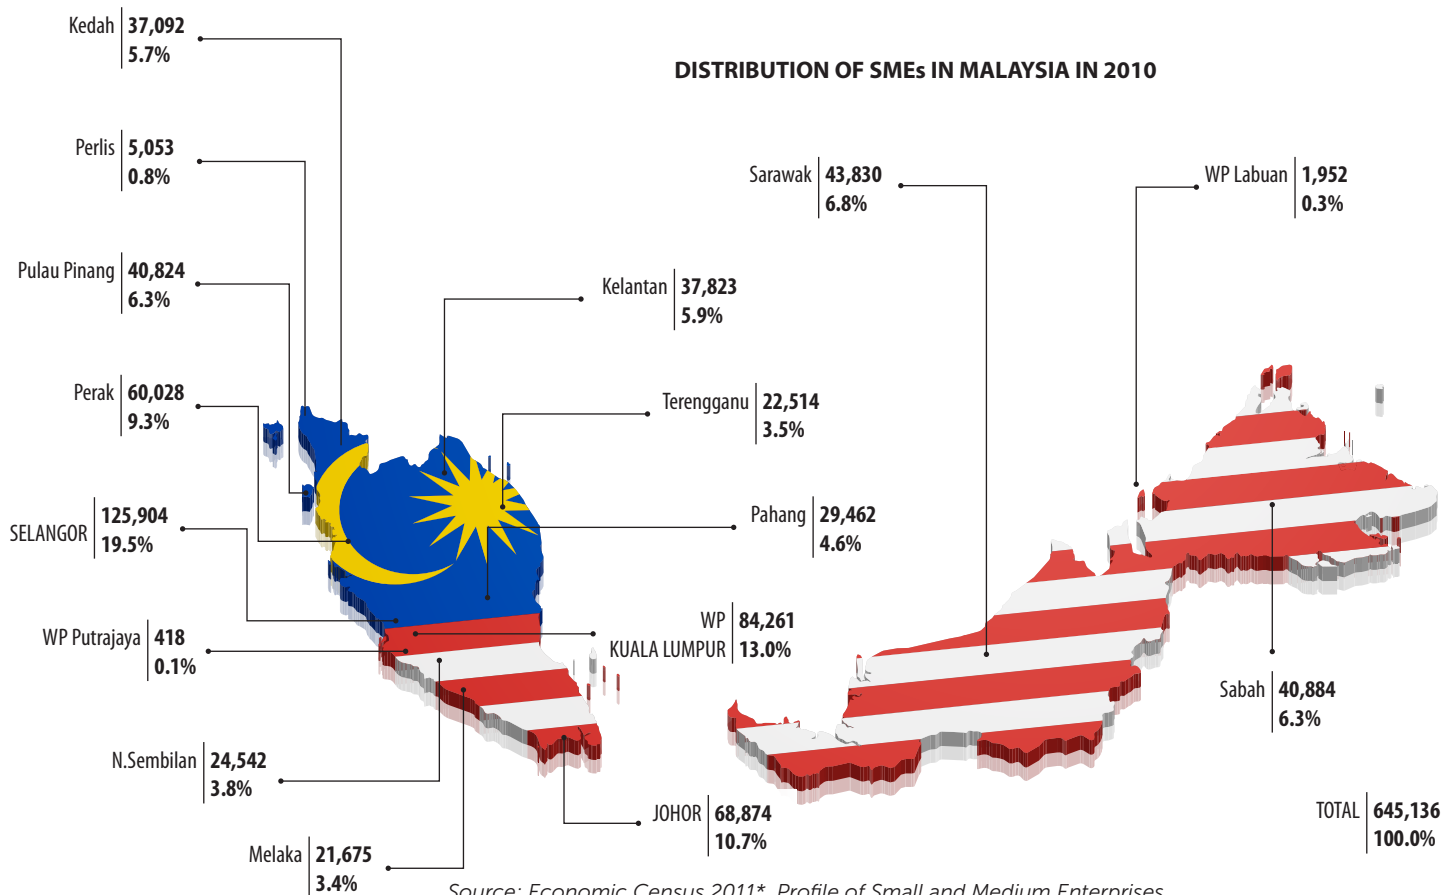 DISTRIBUTION OF SMEs IN MALAYSIA IN 2010
Kedah 37,092
5.7%
Perlis 5,053
0.8%
Pulau Pinang 40,824
6.3%
Perak 60,028
9.3%
SELANGOR 125,904
19.5%
WP Putrajaya 418
0.1%
N.Sembilan 24,542
3.8%
Melaka 21,675
3.4%
Kelantan 37,823
5.9%
Terengganu 22,514
3.5%
Pahang 29,462
4.6%
WP 84,261
KUALA LUMPUR 13.0%
JOHOR 68,874
10.7%
Sarawak 43,830
6.8%
WP Labuan 1,952
0.3%
Sabah 40,884
6.3%
TOTAL 645,136
100.0%
Source: Economic Census 2011*, Profile of Small and Medium Enterprises